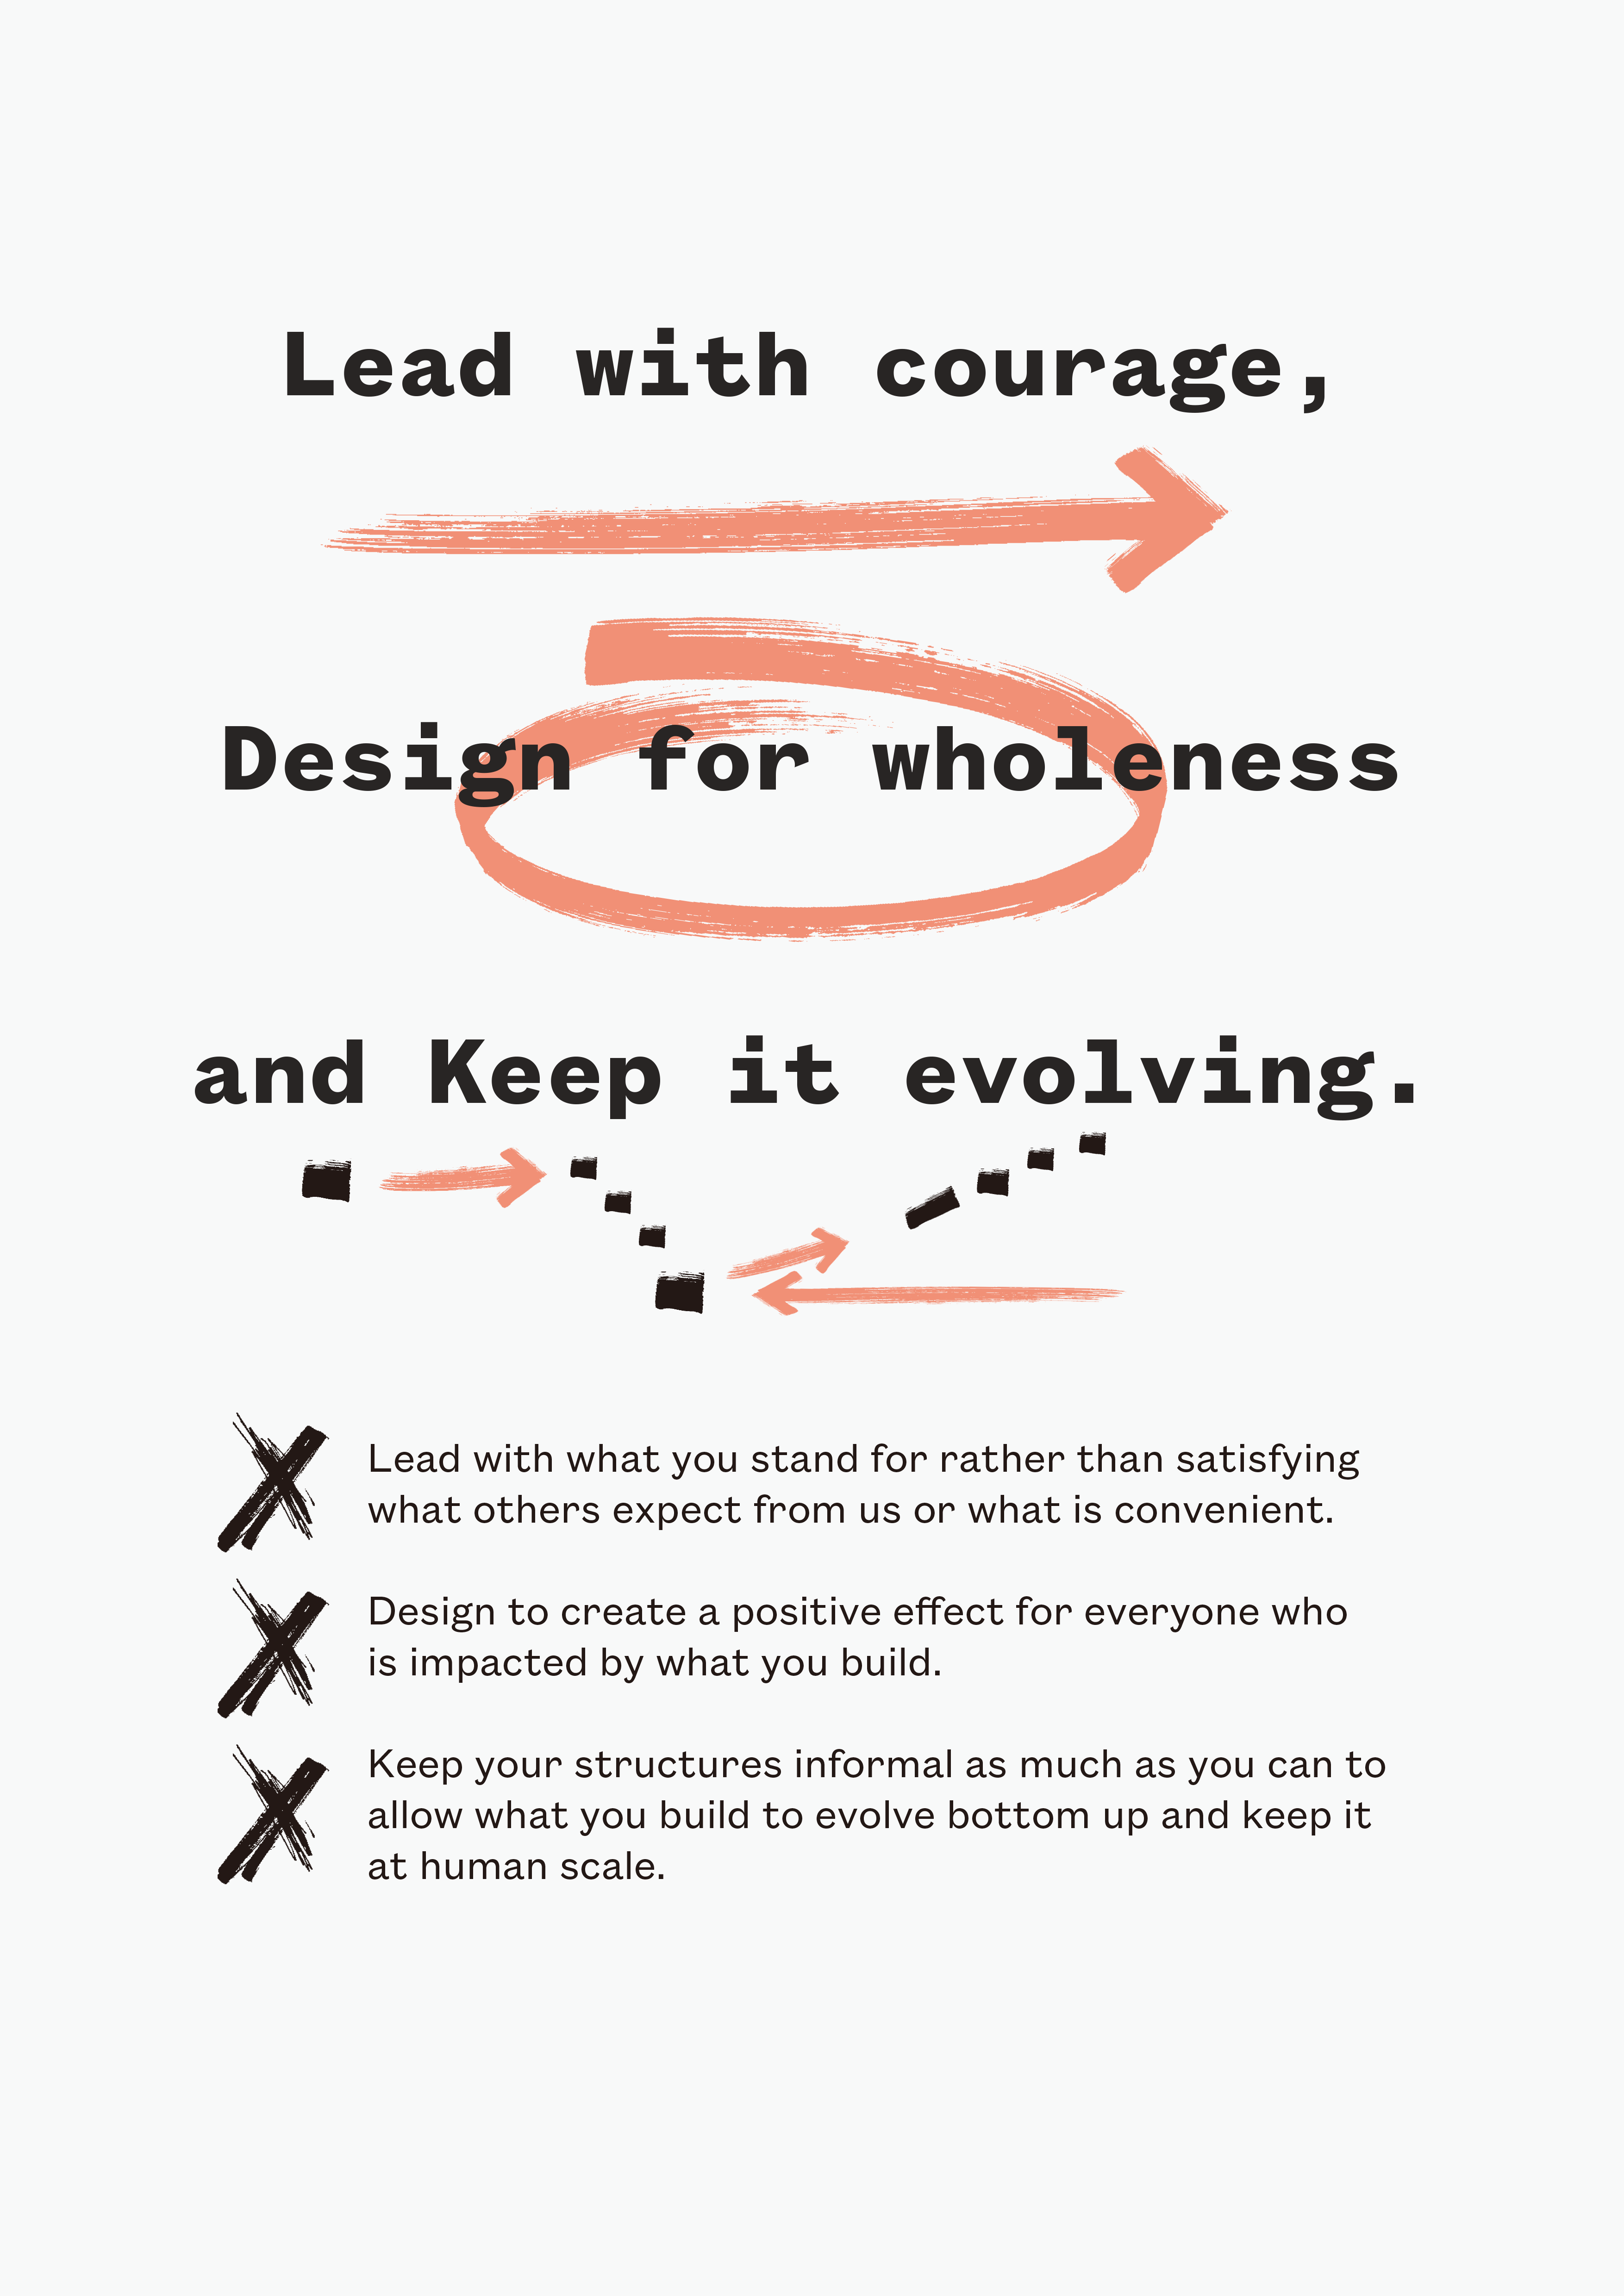 Lead with courage,
Design for wholeness
and Keep it evolving.
Lead with what you stand for rather than satisfying
what others expect from us or what is convenient.
Design to create a positive effect for everyone who
is impacted by what you build.
Keep your structures informal as much as you can to
allow what you build to evolve bottom up and keep it
at human scale.